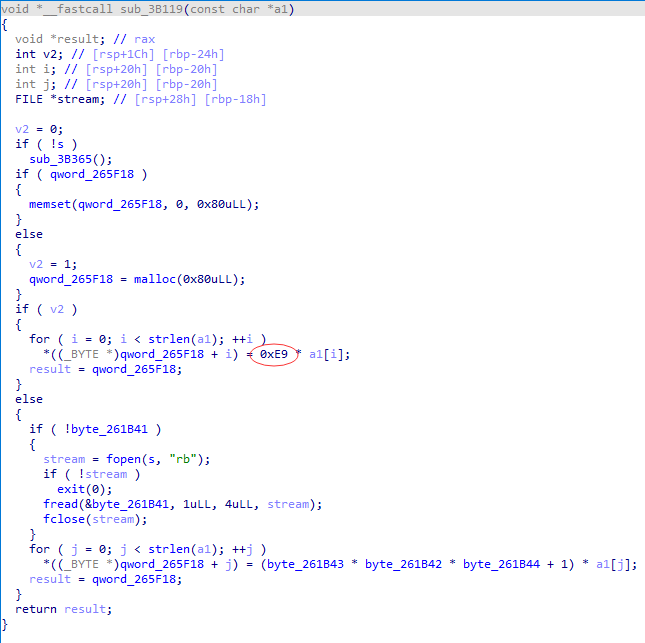 void *__fastcall sub_3B119(const char *a1)
{
  void *result; // rax
  int v2; // [rsp+1Ch] [rbp-24h]
  int i; // [rsp+20h] [rbp-20h]
  int j; // [rsp+20h] [rbp-20h]
  FILE *stream; // [rsp+28h] [rbp-18h]

  v2 = 0;
  if ( !s )
    sub_3B365();
  if ( qword_265F18 )
  {
    memset(qword_265F18, 0, 0x80uLL);
  }
  else
  {
    v2 = 1;
    qword_265F18 = malloc(0x80uLL);
  }
  if ( v2 )
  {
    for ( i = 0; i < strlen(a1); ++i )
      *((_BYTE *)qword_265F18 + i) = 0xE9 * a1[i];
    result = qword_265F18;
  }
  else
  {
    if ( !byte_261B41 )
    {
      stream = fopen(s, "rb");
      if ( !stream )
        exit(0);
      fread(&byte_261B41, 1uLL, 4uLL, stream);
      fclose(stream);
    }
    for ( j = 0; j < strlen(a1); ++j )
      *((_BYTE *)qword_265F18 + j) = (byte_261B43 * byte_261B42 * byte_261B44 + 1) * a1[j];
    result = qword_265F18;
  }
  return result;
}